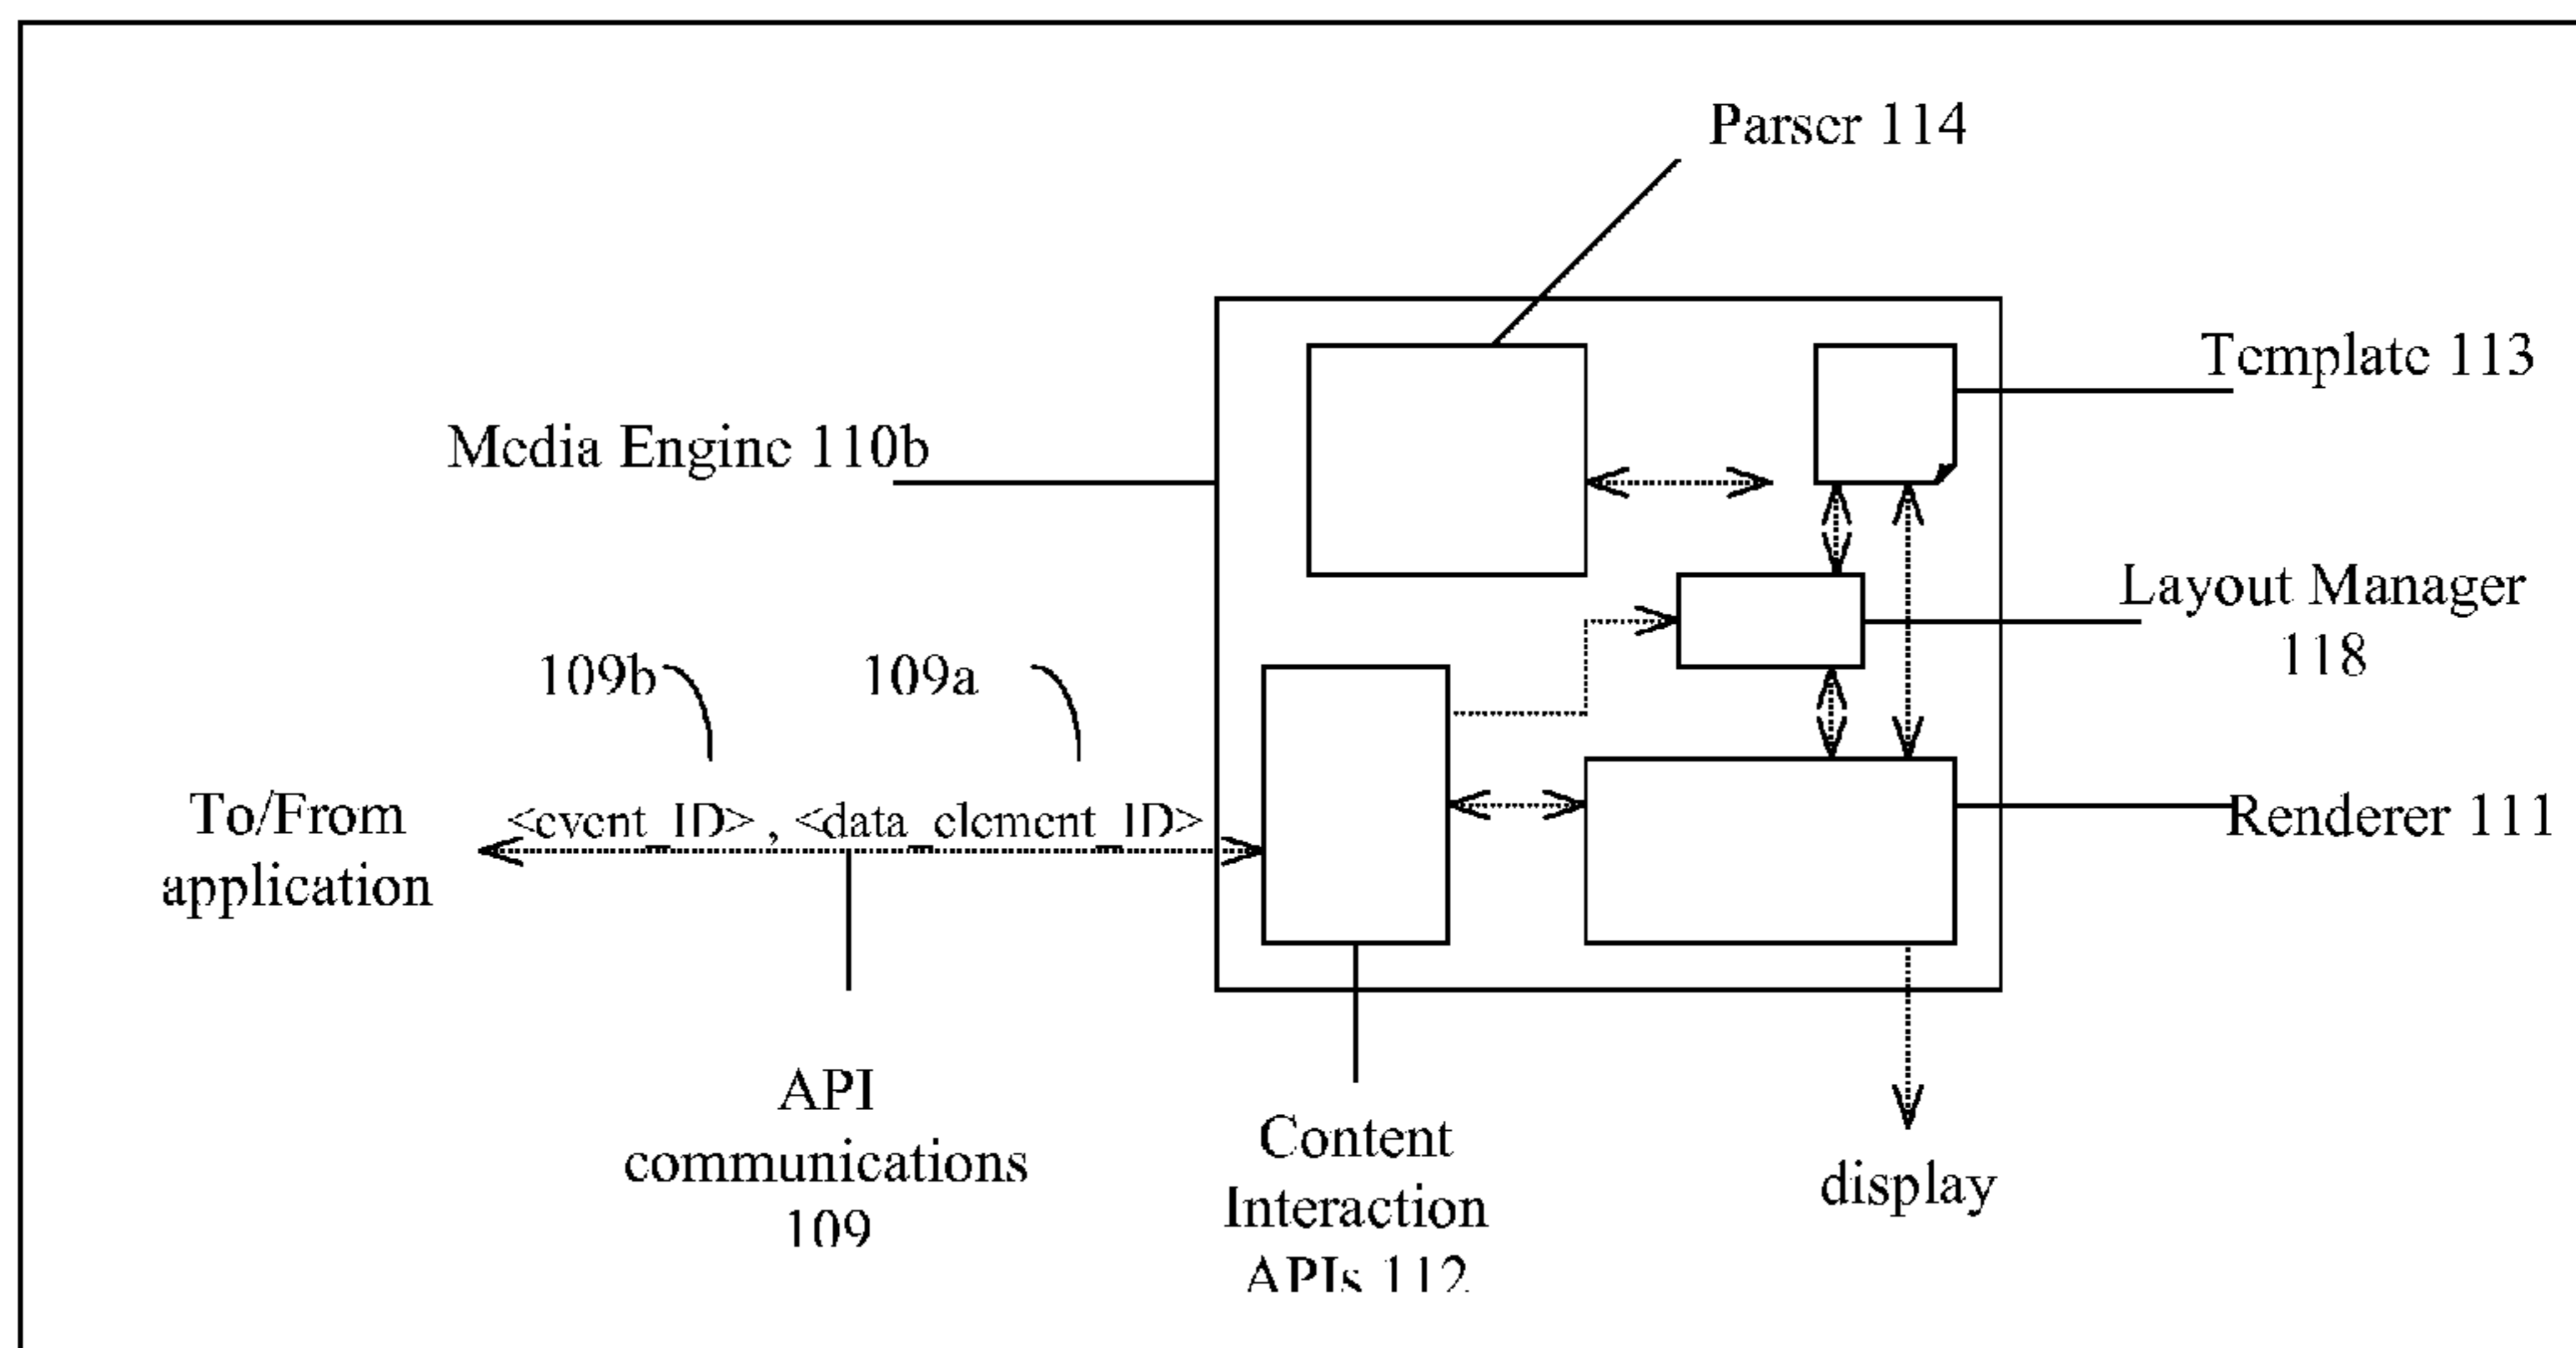 Parser 114
Template 113
Media Engine 110b
Layout Manager
118
109b
109a
To/From
application
<event_ID>, <data_element_ID>
Renderer 111
API
communications
109
Content
Interaction
APIs 112
display